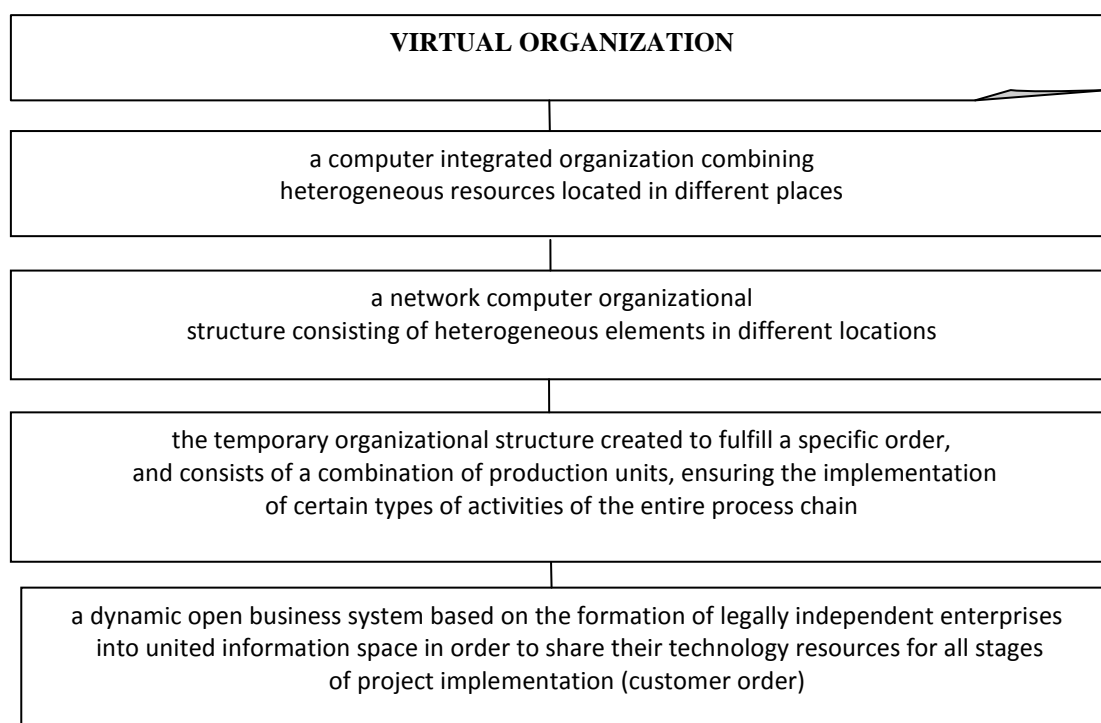 VIRTUAL ORGANIZATION
a computer integrated organization combining
heterogeneous resources located in different places
a network computer organizational
structure consisting of heterogeneous elements in different locations
the temporary organizational structure created to fulfill a specific order,
and consists of a combination of production units, ensuring the implementation
of certain types of activities of the entire process chain
a dynamic open business system based on the formation of legally independent enterprises
into united information space in order to share their technology resources for all stages
of project implementation (customer order)